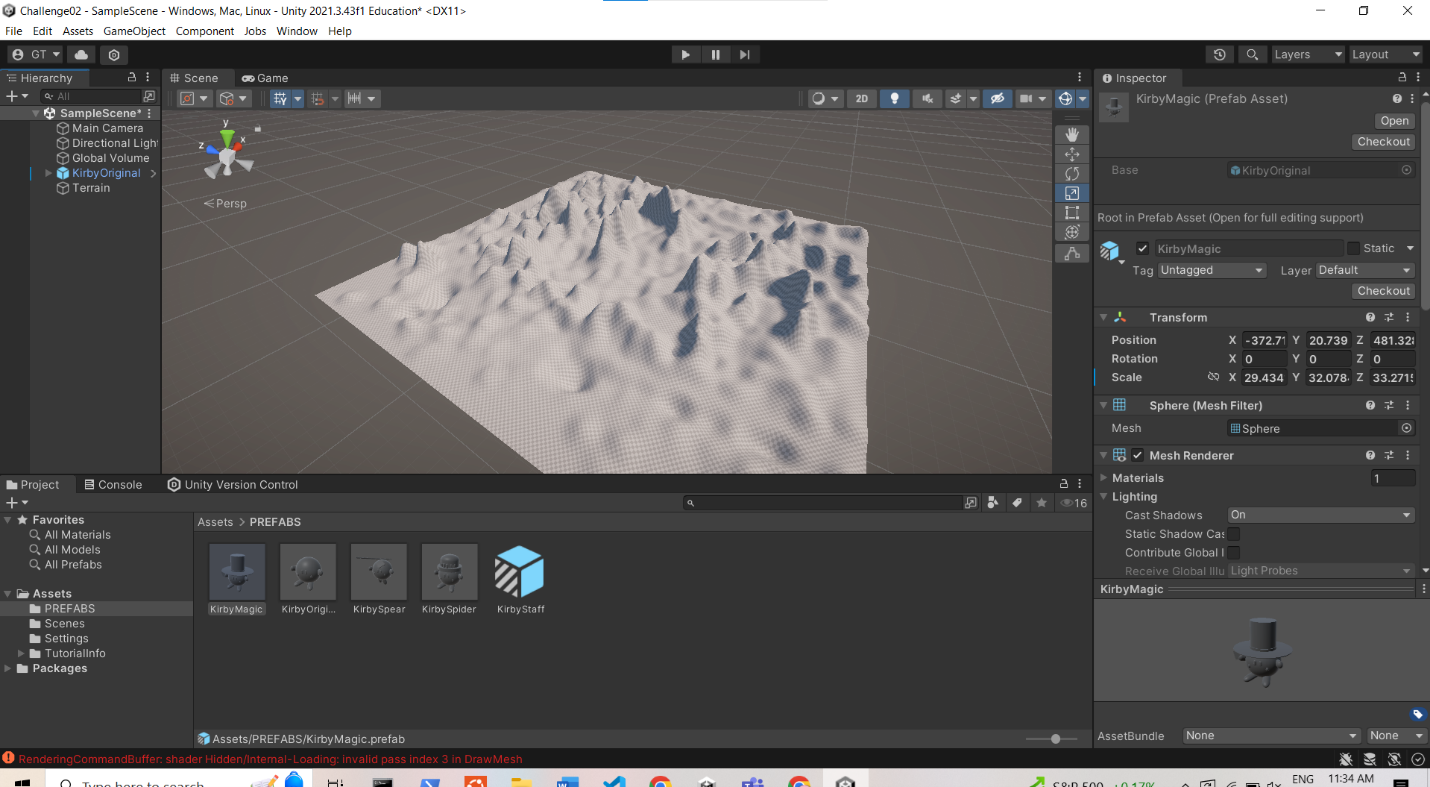 Challenge02 - SampleScene - Windows, Mac, Linux - Unity 2021.3.43f1 Education* <DX11>
File Edit Assets GameObject Component Jobs Window Help
GT
Layers
Layout
Hierarchy
All
SampleScene*
Main Camera
Directional Ligh
Global Volume
KirbyOriginal
Terrain
Scene
Game
2D
y
x
z
Persp
Inspector
KirbyMagic (Prefab Asset)
Open
Checkout
Base KirbyOriginal
Root in Prefab Asset (Open for full editing support)
KirbyMagic Static
Tag Untagged Layer Default
Checkout
Transform
Position X -372.71 Y 20.739 Z 481.328
Rotation X 0 Y 0 Z 0
Scale X 29.434 Y 32.078 Z 33.2715
Sphere (Mesh Filter)
Mesh Sphere
Mesh Renderer
Materials 1
Lighting
Cast Shadows On
Static Shadow Cas
Contribute Global I
Receive Global Illu Light Probes
KirbyMagic
AssetBundle None None
Project
Console
Unity Version Control
16
Favorites
All Materials
All Models
All Prefabs
Assets
PREFABS
Scenes
Settings
TutorialInfo
Packages
Assets > PREFABS
KirbyMagic KirbyOrigi... KirbySpear KirbySpider KirbyStaff
Assets/PREFABS/KirbyMagic.prefab
RenderingCommandBuffer: shader Hidden/Internal-Loading: invalid pass index 3 in DrawMesh
Type here to search
S&P 500 +0.17%
ENG
11:34 AM